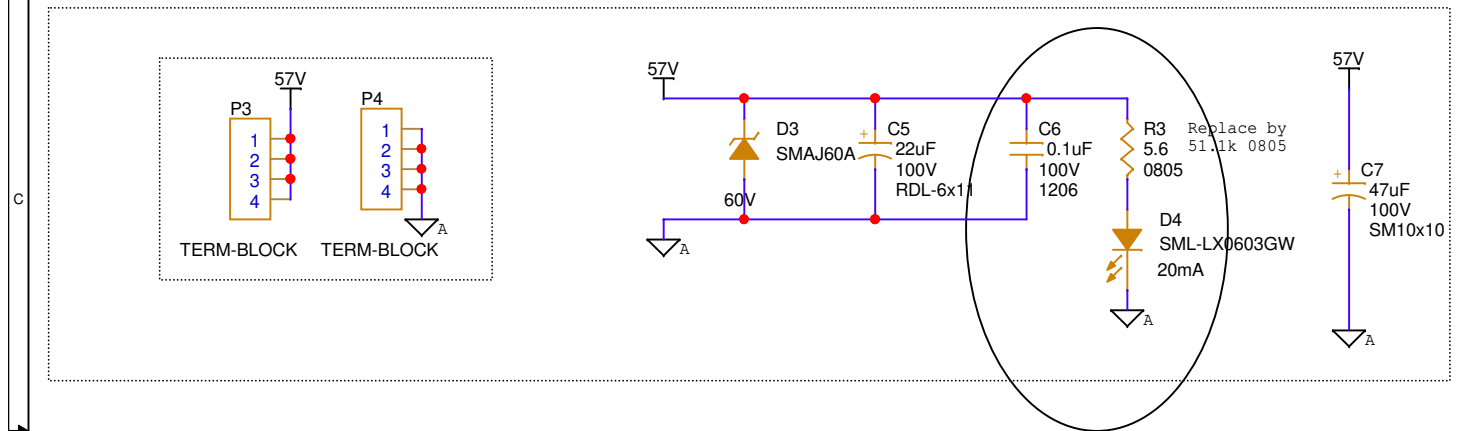 C
57V
P3
1
2
3
4
TERM-BLOCK
P4
1
2
3
4
A
TERM-BLOCK
57V
D3
SMAJ60A
60V
A
+
C5
22uF
100V
RDL-6x11
C6
0.1uF
100V
1206
R3
5.6
0805
Replace by
51.1k 0805
D4
SML-LX0603GW
20mA
A
57V
+
C7
47uF
100V
SM10x10
A